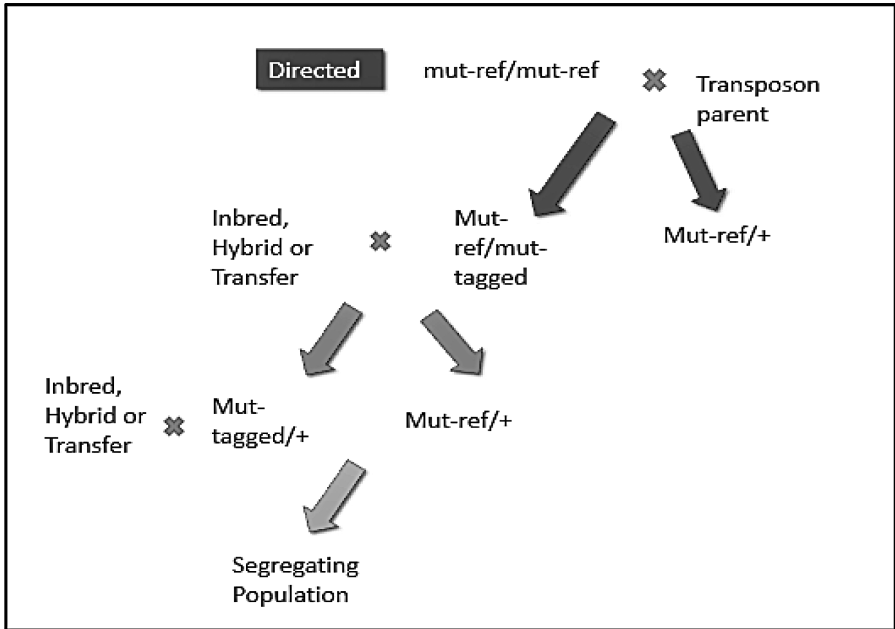 Directed
mut-ref/mut-ref
Transposon
parent
Inbred,
Hybrid or
Transfer
Mut-
ref/mut-
tagged
Mut-ref/+
Inbred,
Hybrid or
Transfer
Mut-
tagged/+
Mut-ref/+
Segregating
Population